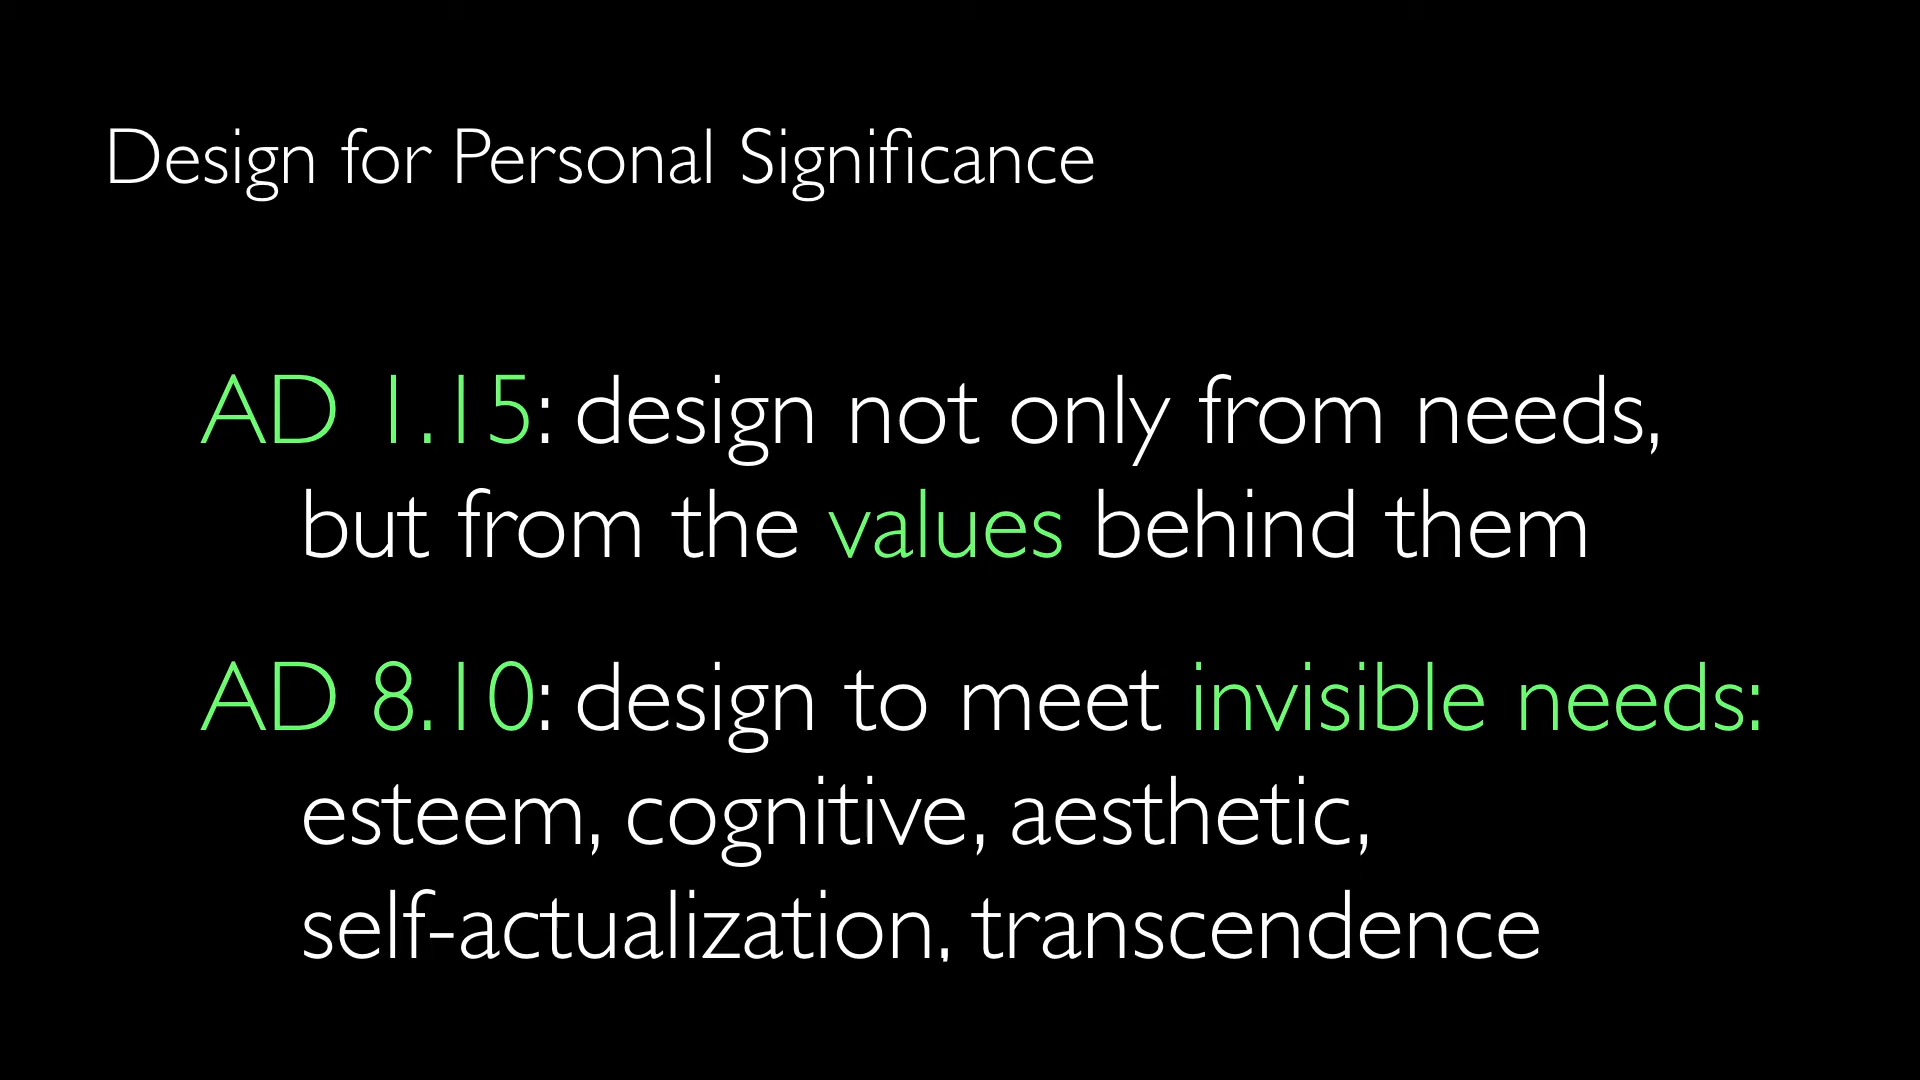 Design for Personal Significance
AD 1.15: design not only from needs,
but from the values behind them
AD 8.10: design to meet invisible needs:
esteem, cognitive, aesthetic,
self-actualization, transcendence